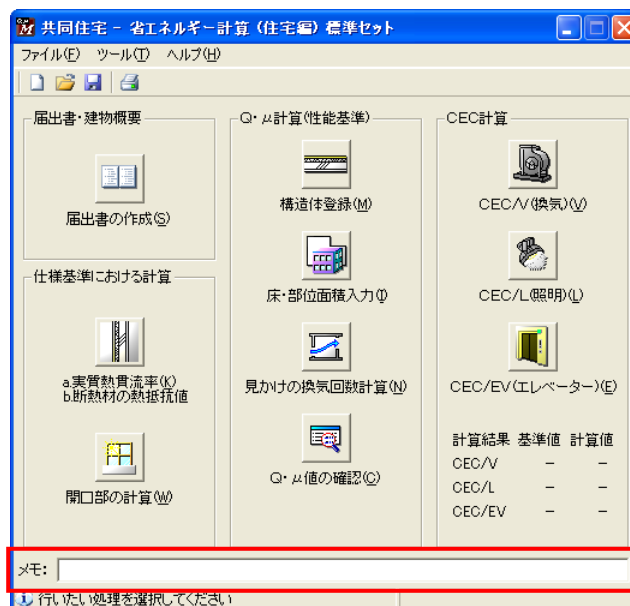 共同住宅 - 省エネルギー計算（住宅編）標準セット
ファイル(F) ツール(T) ヘルプ(H)
届出書・建物概要
届出書の作成(S)
仕様基準における計算
a.実質熱貫流率(K)
b.断熱材の熱抵抗値
開口部の計算(W)
Q・μ計算(性能基準)
構造体登録(M)
床・部位面積入力(I)
見かけの換気回数計算(N)
Q・μ値の確認(C)
CEC計算
CEC/V(換気)(V)
CEC/L(照明)(L)
CEC/EV(エレベーター)(E)
計算結果 基準値 計算値
CEC/V － －
CEC/L － －
CEC/EV － －
メモ:
行いたい処理を選択してください